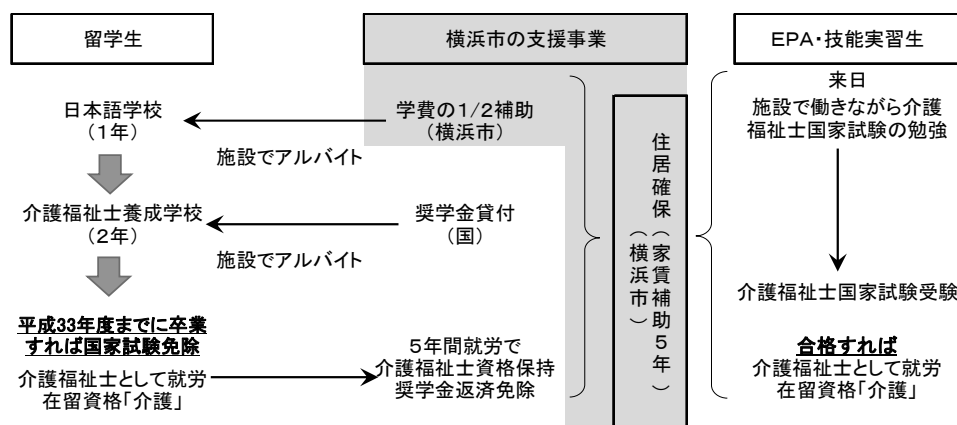 留学生
日本語学校
(1年)
施設でアルバイト
介護福祉士養成学校
(2年)
施設でアルバイト
平成33年度までに卒業
すれば国家試験免除
介護福祉士として就労
在留資格「介護」
横浜市の支援事業
学費の1/2補助
(横浜市)
奨学金貸付
(国)
5年間就労で
介護福祉士資格保持
奨学金返済免除
住居確保(家賃補助5年)
(横浜市)
EPA・技能実習生
来日
施設で働きながら介護
福祉士国家試験の勉強
介護福祉士国家試験受験
合格すれば
介護福祉士として就労
在留資格「介護」